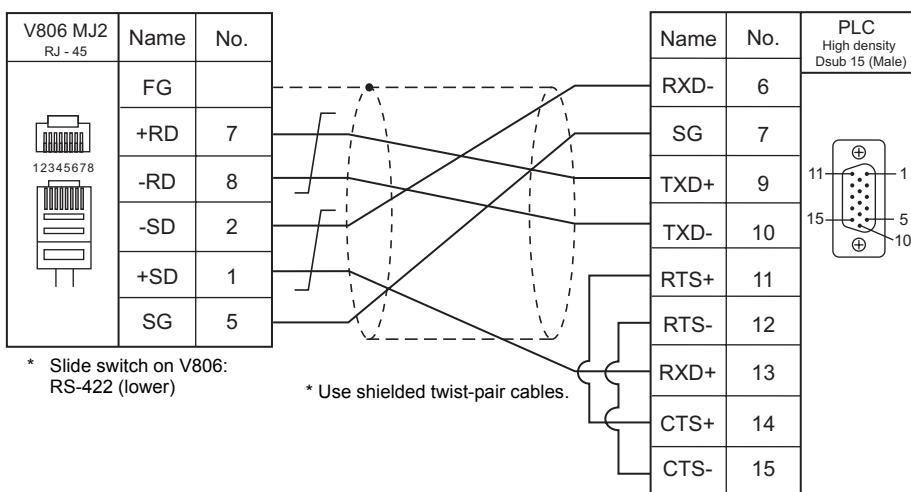 V806 MJ2
RJ - 45
Name No.
FG
+RD 7
-RD 8
-SD 2
+SD 1
SG 5
12345678
* Slide switch on V806:
RS-422 (lower)
* Use shielded twist-pair cables.
Name No.
RXD- 6
SG 7
TXD+ 9
TXD- 10
RTS+ 11
RTS- 12
RXD+ 13
CTS+ 14
CTS- 15
PLC
High density
Dsub 15 (Male)
11 1
15 5
10